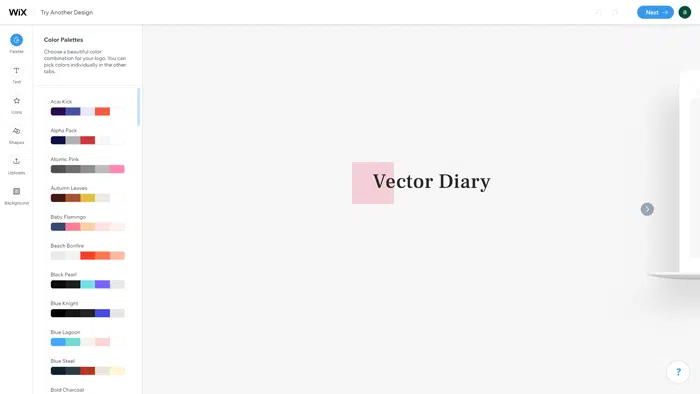 WiX
Try Another Design
Next →
a
Palette
Text
Icons
Shapes
Uploads
Background
Color Palettes
Choose a beautiful color
combination for your logo. You can
pick colors individually in the other
tabs.
Acai Kick
Alpha Pack
Atomic Pink
Autumn Leaves
Baby Flamingo
Beach Bonfire
Black Pearl
Blue Knight
Blue Lagoon
Blue Steal
Bold Charcoal
Vector Diary
?